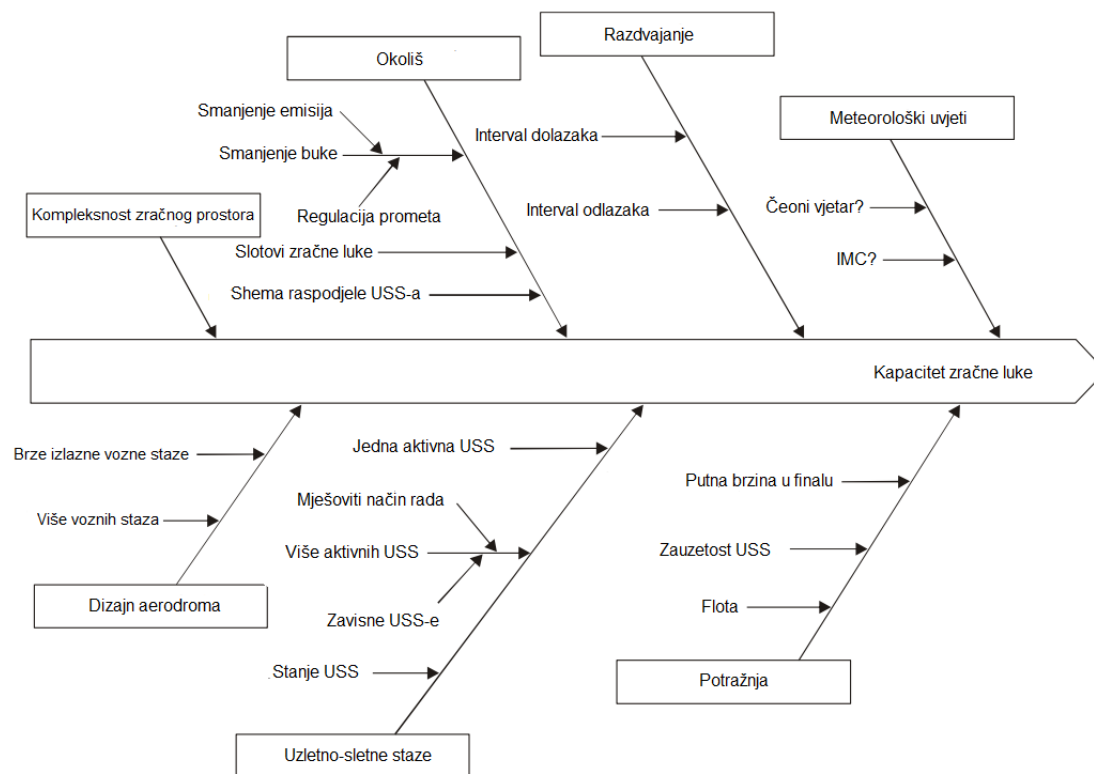 Razdvajanje
Okoliš
Smanjenje emisija
Meteorološki uvjeti
Interval dolazaka
Smanjenje buke
Kompleksnost zračnog prostora
Regulacija prometa
Interval odlazaka
Čeoni vjetar?
Slotovi zračne luke
IMC?
Shema raspodjele USS-a
Kapacitet zračne luke
Brze izlazne vozne staze
Jedna aktivna USS
Putna brzina u finalu
Mješoviti način rada
Više voznih staza
Više aktivnih USS
Zauzetost USS
Dizajn aerodroma
Zavisne USS-e
Flota
Stanje USS
Potražnja
Uzletno-sletne staze